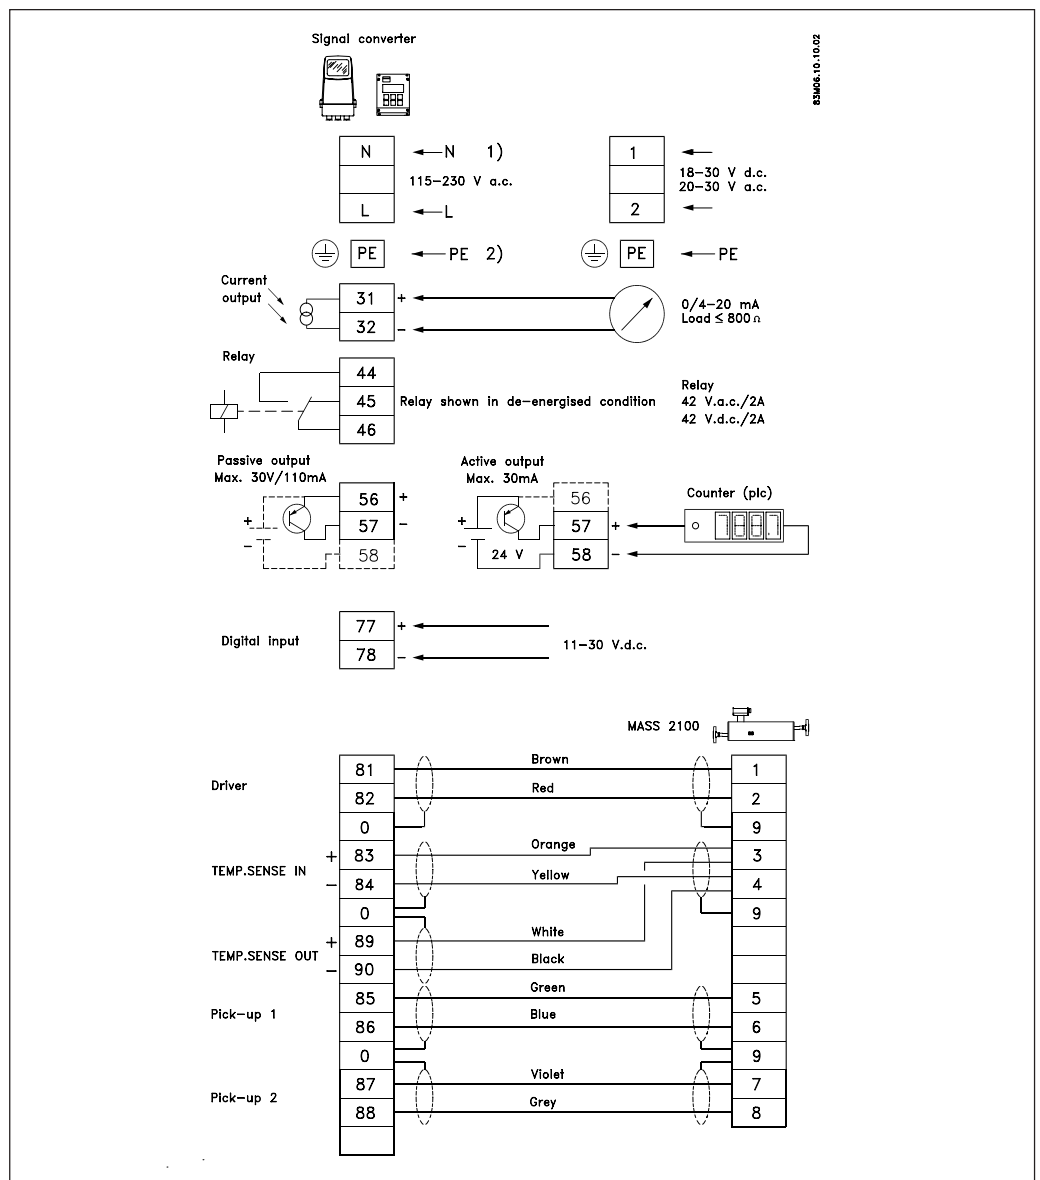 Signal converter
83M06.10.10.02
N ←N 1)
115–230 V a.c.
L ←L
1 ←
18–30 V d.c.
20–30 V a.c.
2 ←
PE ←PE 2)
PE ←PE
Current
output
31 +
32 –
0/4–20 mA
Load ≤ 800 Ω
Relay
44
45
46
Relay shown in de–energised condition
Relay
42 V.a.c./2A
42 V.d.c./2A
Passive output
Max. 30V/110mA
+
–
56 +
57 –
58
Active output
Max. 30mA
+
–
24 V
56
57 +
58 –
Counter (plc)
Digital input
77 +
78 –
11–30 V.d.c.
MASS 2100
Driver
81 Brown 1
82 Red 2
0 9
TEMP.SENSE IN
+ 83 Orange 3
– 84 Yellow 4
0 9
TEMP.SENSE OUT
+ 89 White
– 90 Black
Pick–up 1
85 Green 5
86 Blue 6
0 9
Pick–up 2
87 Violet 7
88 Grey 8